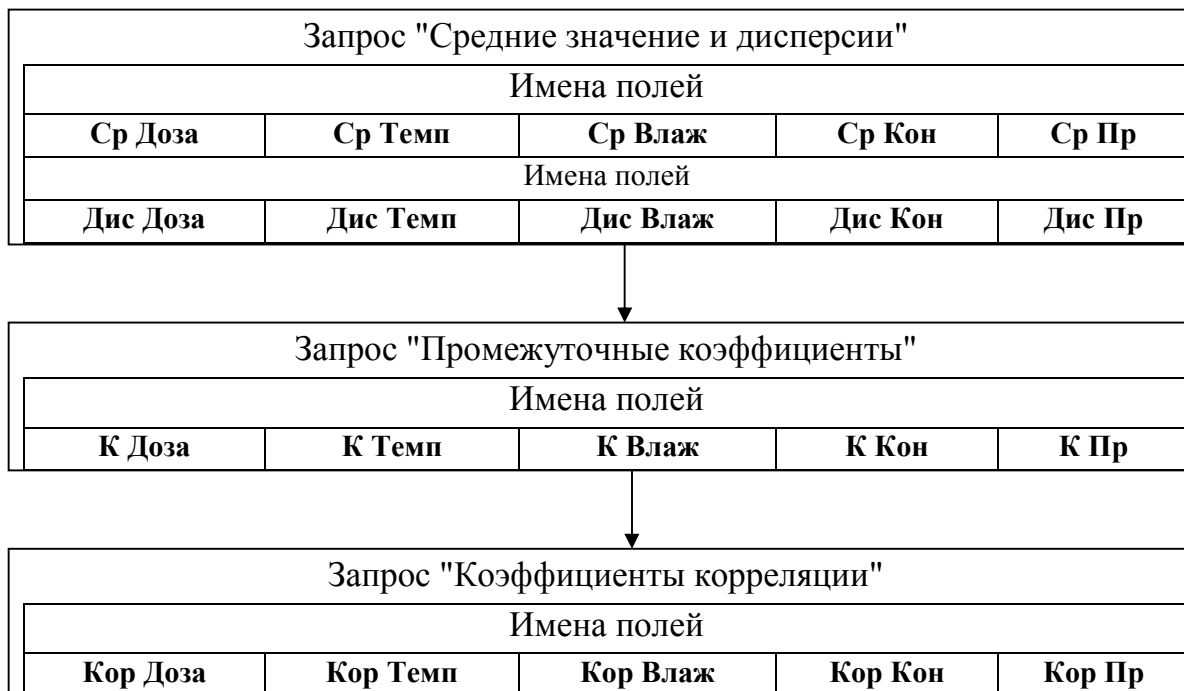 Запрос "Средние значение и дисперсии"
Имена полей
Ср Доза Ср Темп Ср Влаж Ср Кон Ср Пр
Имена полей
Дис Доза Дис Темп Дис Влаж Дис Кон Дис Пр
Запрос "Промежуточные коэффициенты"
Имена полей
К Доза К Темп К Влаж К Кон К Пр
Запрос "Коэффициенты корреляции"
Имена полей
Кор Доза Кор Темп Кор Влаж Кор Кон Кор Пр